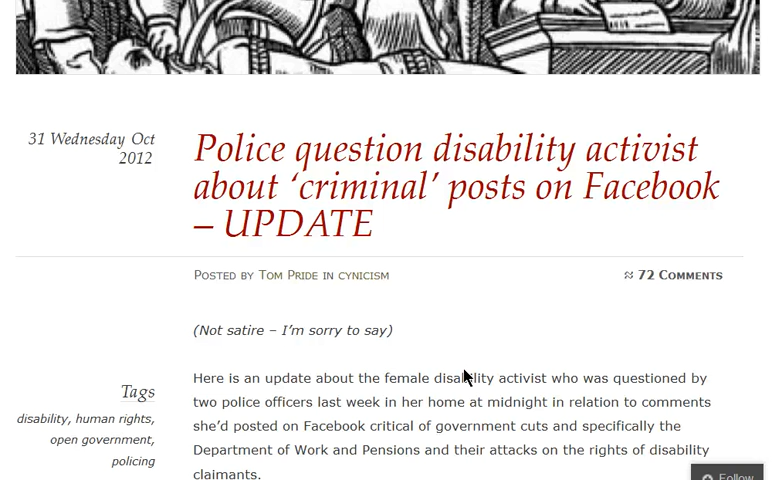 31 Wednesday Oct
2012
Police question disability activist
about ‘criminal’ posts on Facebook
– UPDATE
POSTED BY TOM PRIDE IN CYNICISM
≈ 72 COMMENTS
(Not satire – I’m sorry to say)
Tags
disability, human rights,
open government,
policing
Here is an update about the female disability activist who was questioned by
two police officers last week in her home at midnight in relation to comments
she’d posted on Facebook critical of government cuts and specifically the
Department of Work and Pensions and their attacks on the rights of disability
claimants.
Follow